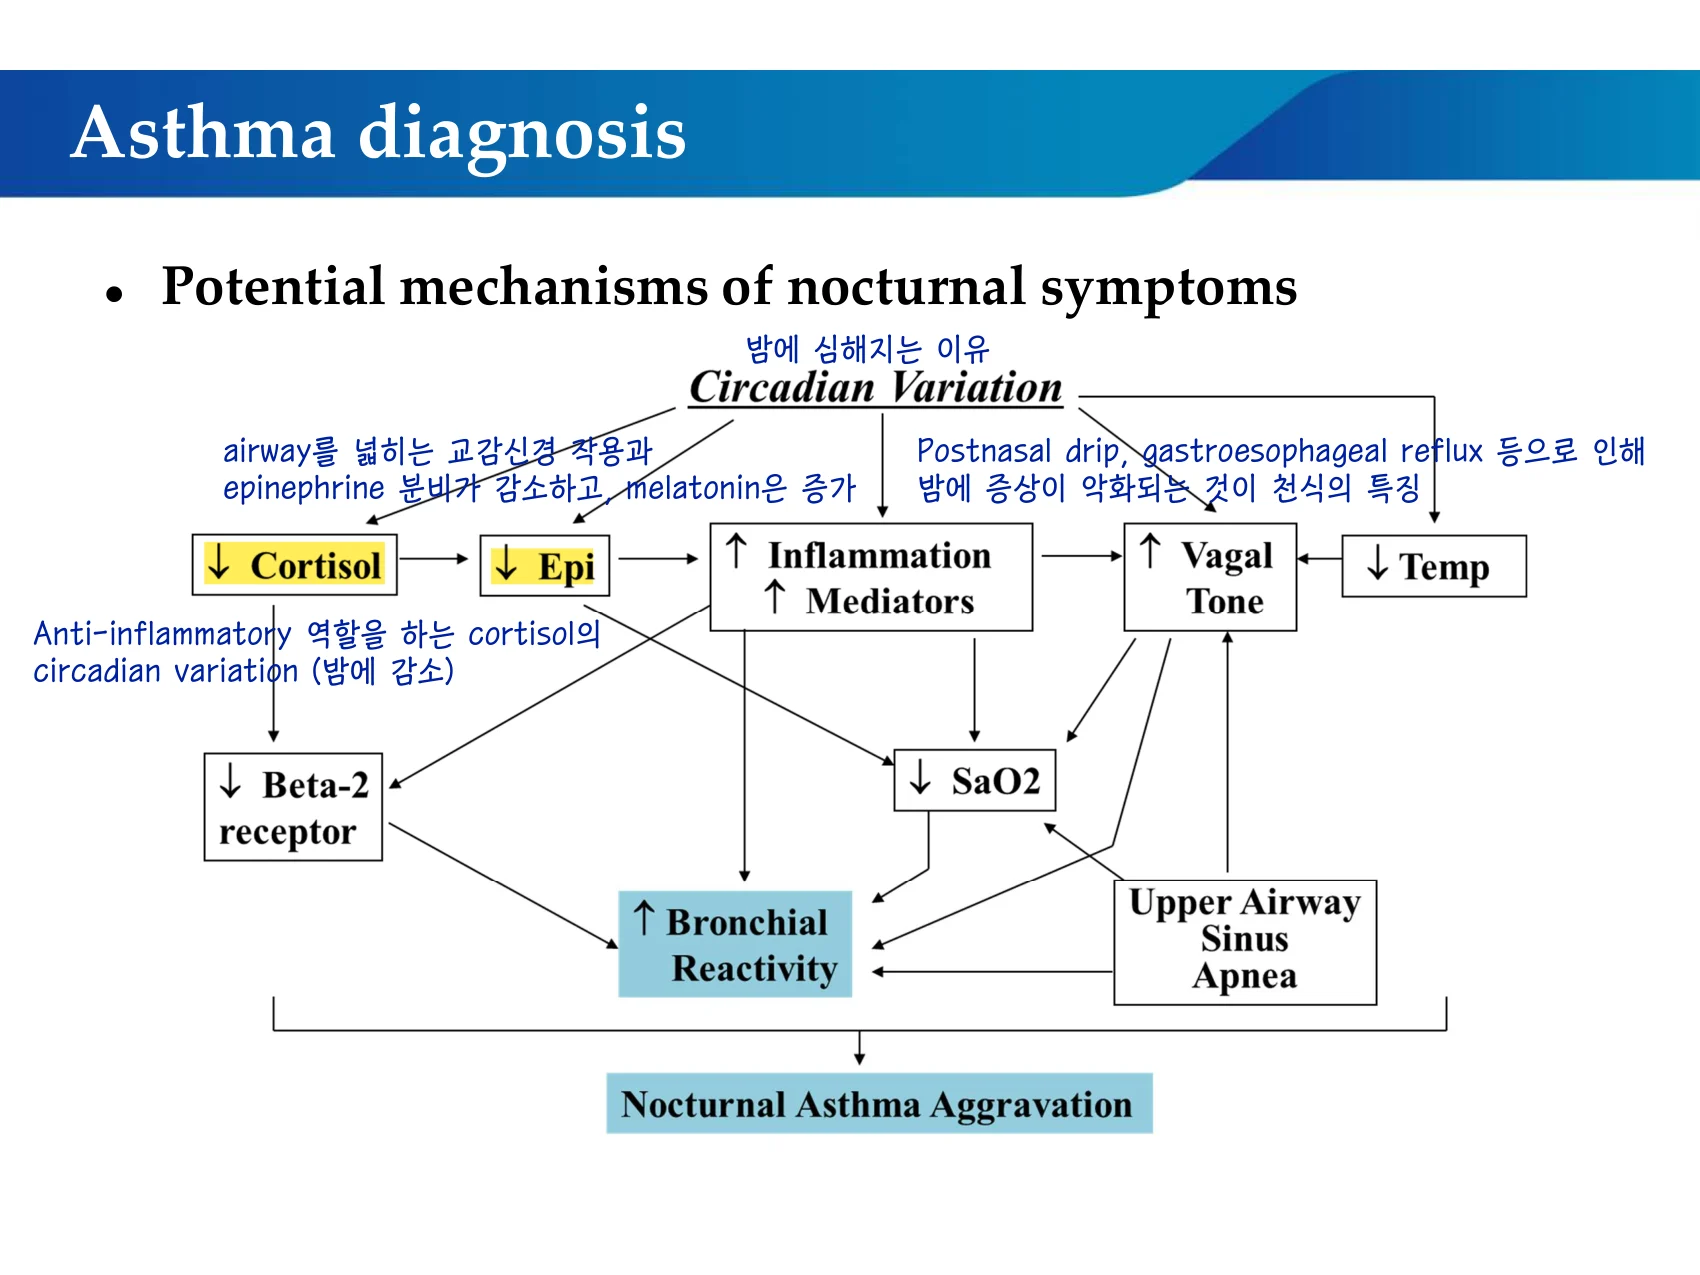 Asthma diagnosis
• Potential mechanisms of nocturnal symptoms
밤에 심해지는 이유
Circadian Variation
airway를 넓히는 교감신경 작용과
epinephrine 분비가 감소하고, melatonin은 증가
Postnasal drip, gastroesophageal reflux 등으로 인해
밤에 증상이 악화되는 것이 천식의 특징
↓ Cortisol
↓ Epi
↑ Inflammation
↑ Mediators
↑ Vagal
Tone
↓ Temp
Anti-inflammatory 역할을 하는 cortisol의
circadian variation (밤에 감소)
↓ Beta-2
receptor
↓ SaO2
↑ Bronchial
Reactivity
Upper Airway
Sinus
Apnea
Nocturnal Asthma Aggravation